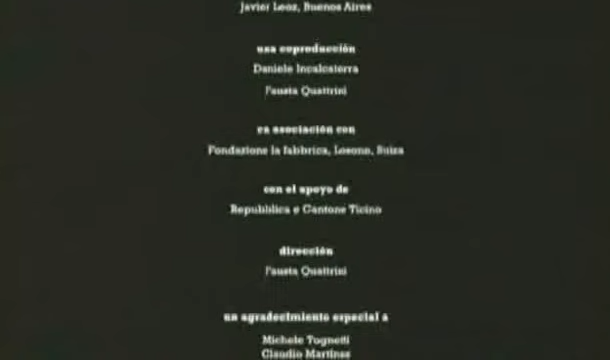 Javier Leoz, Buenos Aires
una coproducción
Daniele Incalcaterra
Fausta Quattrini
en asociación con
Fondazione la fabbrica, Losone, Suiza
con el apoyo de
Repubblica e Cantone Ticino
dirección
Fausta Quattrini
un agradecimiento especial a
Michele Tognetti
Claudio Martinez